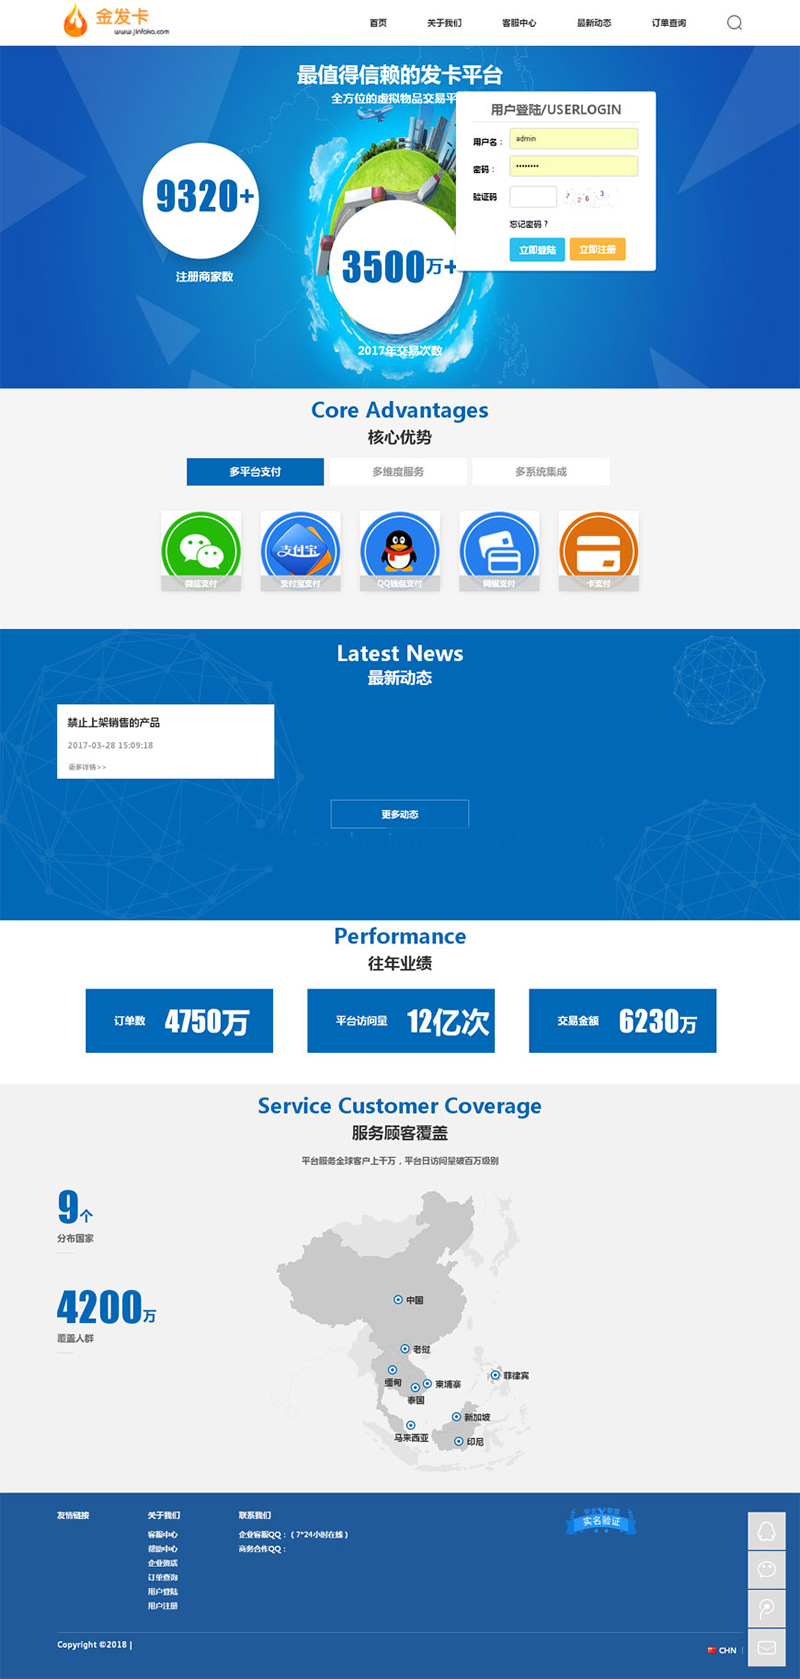 金发卡
www.jinfaka.com
首页
关于我们
客服中心
最新动态
订单查询
最值得信赖的发卡平台
全方位的虚拟物品交易平
9320+
注册商家数
3500万+
2017年交易次数
用户登陆/USERLOGIN
用户名：
admin
密码：
••••••••
验证码
7 2 6 3
忘记密码？
立即登陆
立即注册
Core Advantages
核心优势
多平台支付
多维度服务
多系统集成
支付宝
微信支付
支付宝支付
QQ钱包支付
网银支付
卡支付
Latest News
最新动态
禁止上架销售的产品
2017-03-28 15:09:18
更多详情>>
更多动态
Performance
往年业绩
订单数 4750万
平台访问量 12亿次
交易金额 6230万
Service Customer Coverage
服务顾客覆盖
平台服务全球客户上千万，平台日访问量破百万级别
9个
分布国家
4200万
覆盖人群
中国
老挝
缅甸
柬埔寨
泰国
菲律宾
新加坡
马来西亚
印尼
友情链接
关于我们
客服中心
帮助中心
企业资质
订单查询
用户登陆
用户注册
联系我们
企业客服QQ：（7*24小时在线）
商务合作QQ：
实名验证
Copyright ©2018 |
CHN